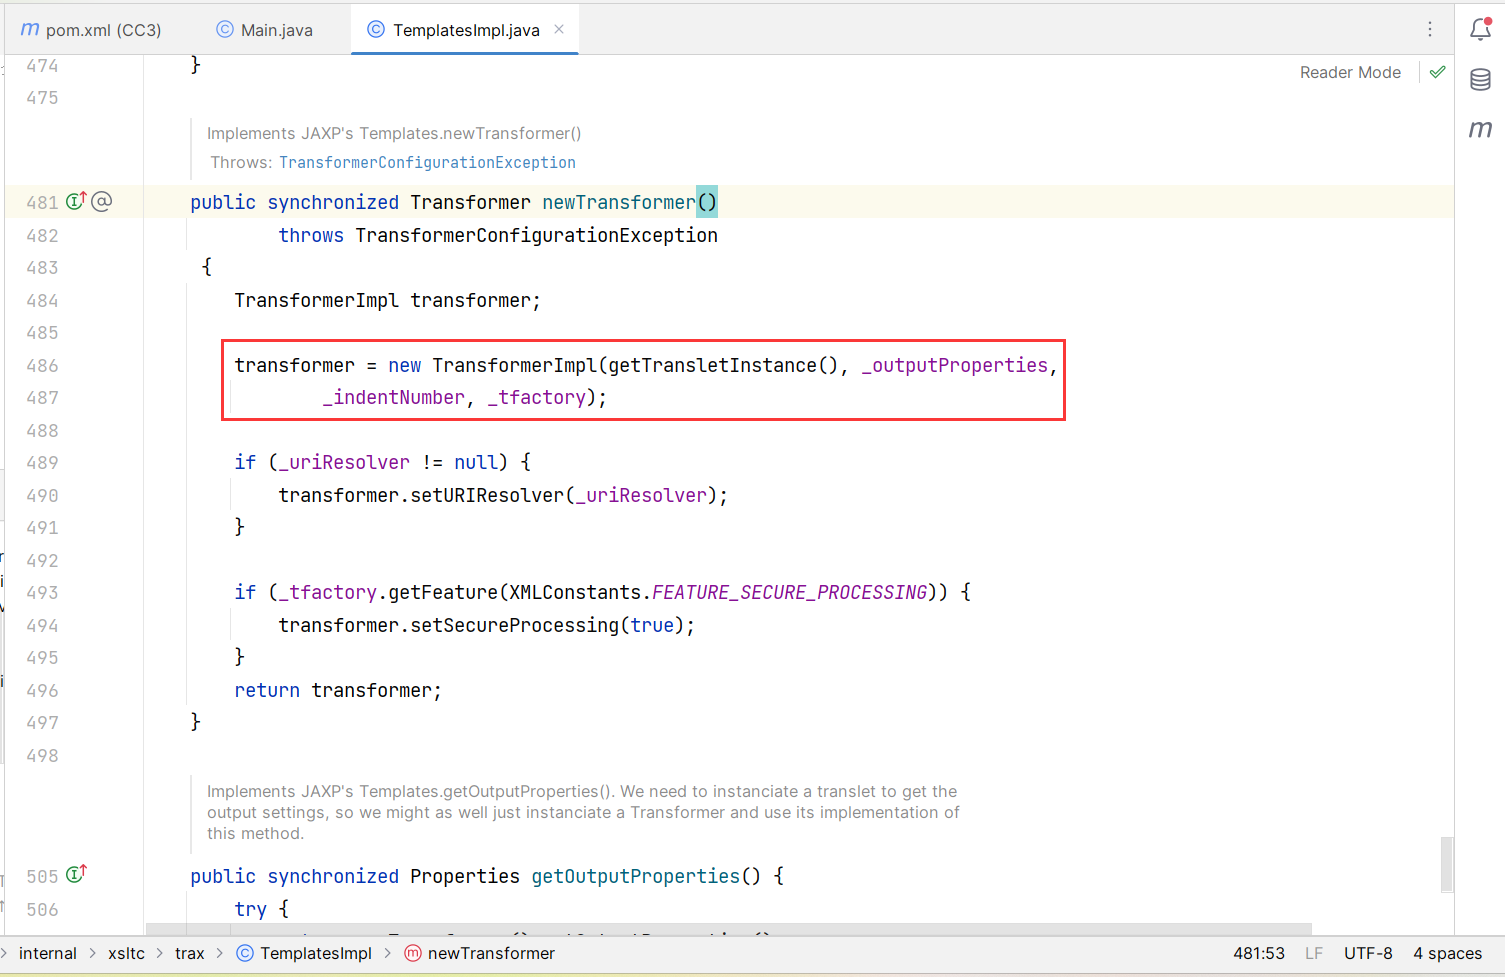 pom.xml (CC3) Main.java TemplatesImpl.java
474 }
Reader Mode
475
Implements JAXP's Templates.newTransformer()
Throws: TransformerConfigurationException
481 public synchronized Transformer newTransformer()
482 throws TransformerConfigurationException
483 {
484 TransformerImpl transformer;
485
486 transformer = new TransformerImpl(getTransletInstance(), _outputProperties,
487 _indentNumber, _tfactory);
488
489 if (_uriResolver != null) {
490 transformer.setURIResolver(_uriResolver);
491 }
492
493 if (_tfactory.getFeature(XMLConstants.FEATURE_SECURE_PROCESSING)) {
494 transformer.setSecureProcessing(true);
495 }
496 return transformer;
497 }
498
Implements JAXP's Templates.getOutputProperties(). We need to instanciate a translet to get the
output settings, so we might as well just instanciate a Transformer and use its implementation of
this method.
505 public synchronized Properties getOutputProperties() {
506 try {
internal > xsltc > trax > TemplatesImpl > newTransformer 481:53 LF UTF-8 4 spaces